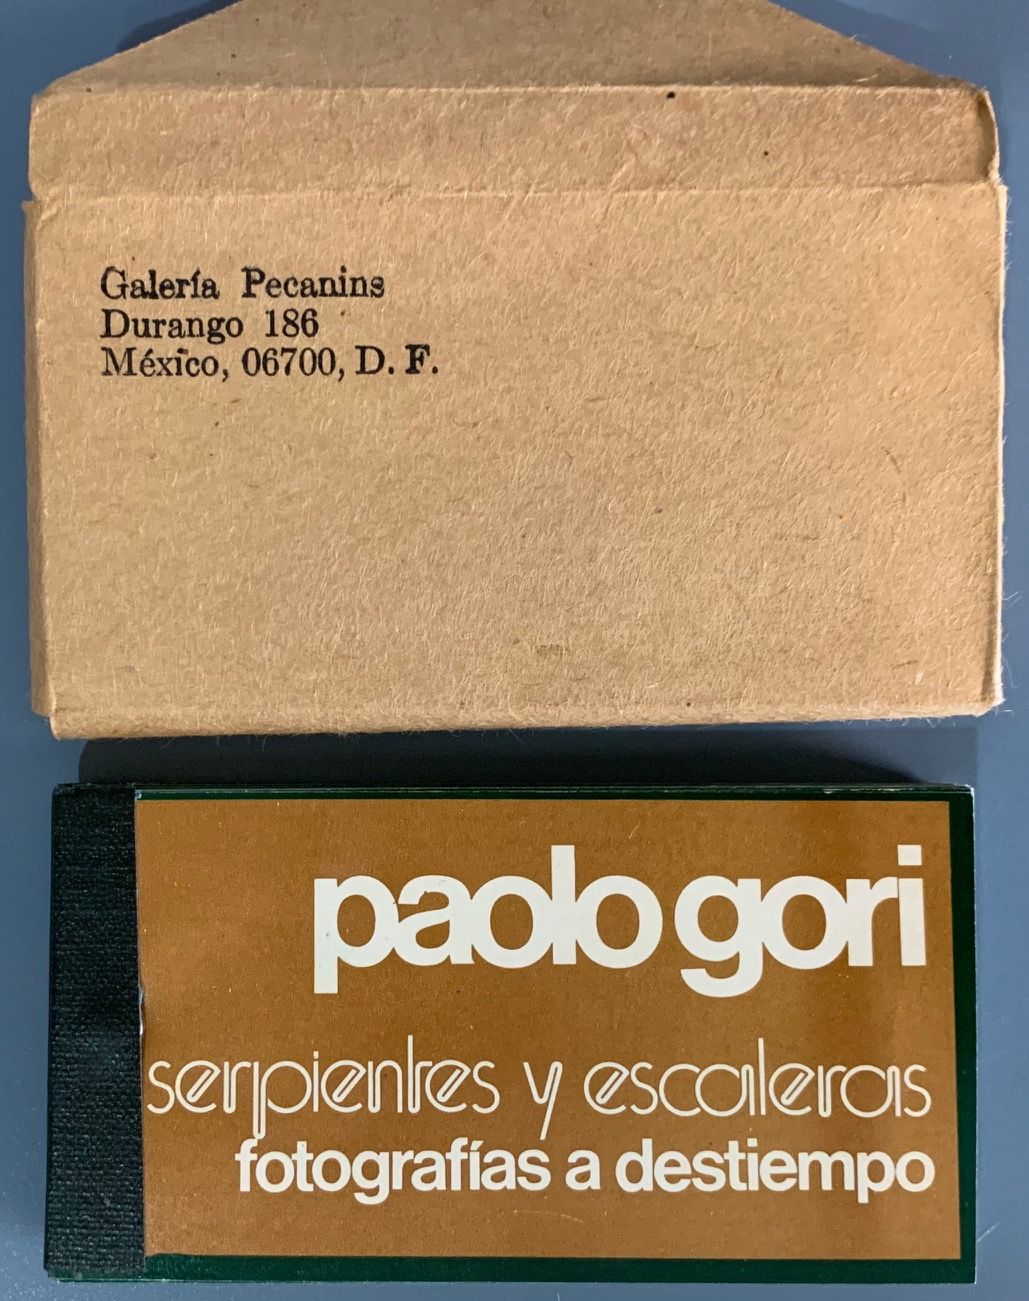 Galería Pecanins
Durango 186
México, 06700, D. F.
paolo gori
serpientes y escaleras
fotografías a destiempo